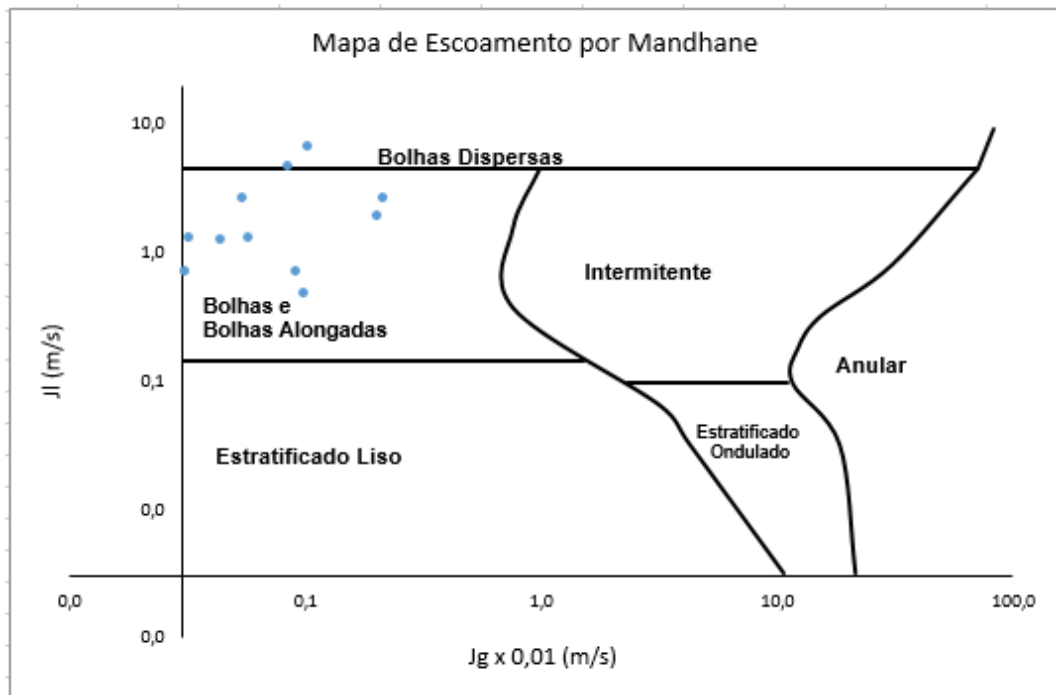 Mapa de Escoamento por Mandhane
10,0
Bolhas Dispersas
1,0
Intermitente
Bolhas e
Bolhas Alongadas
Jl (m/s)
0,1
Anular
Estratificado
Ondulado
Estratificado Liso
0,0
0,0
0,1
1,0
10,0
100,0
0,0
Jg x 0,01 (m/s)